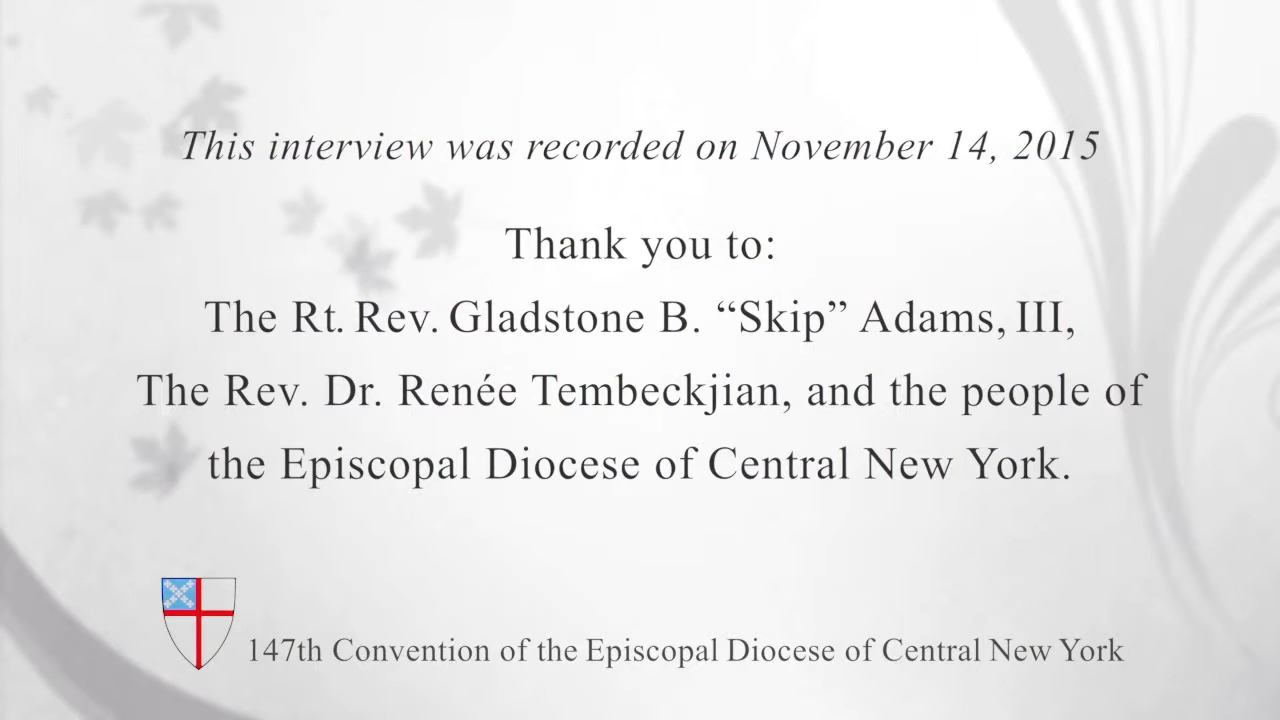 This interview was recorded on November 14, 2015
Thank you to:
The Rt. Rev. Gladstone B. “Skip” Adams, III,
The Rev. Dr. Renée Tembeckjian, and the people of
the Episcopal Diocese of Central New York.
147th Convention of the Episcopal Diocese of Central New York